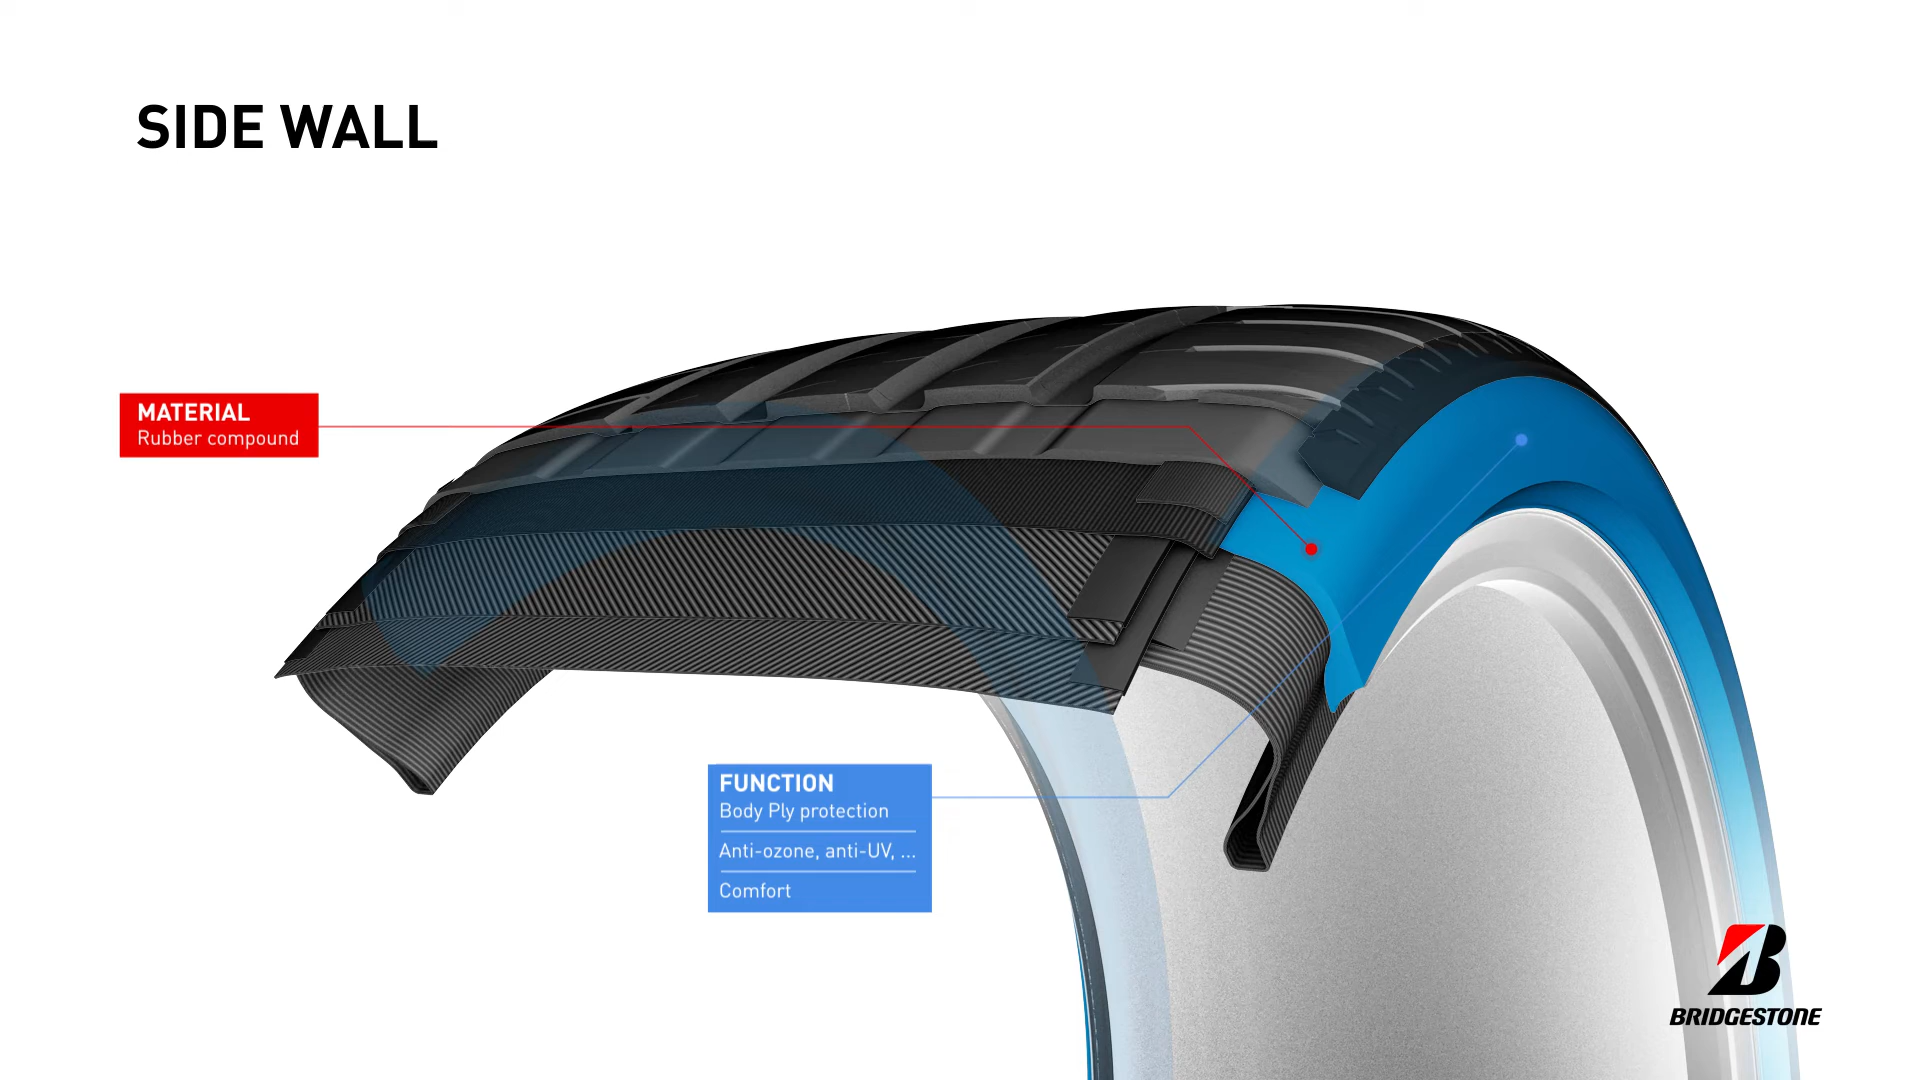 SIDE WALL
MATERIAL
Rubber compound
FUNCTION
Body Ply protection
Anti-ozone, anti-UV, ...
Comfort
BRIDGESTONE